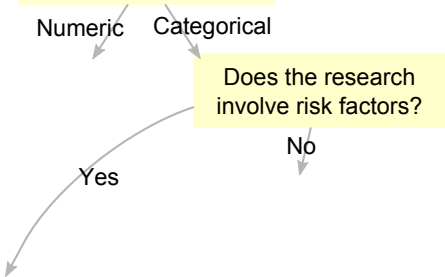 Numeric Categorical
Does the research
involve risk factors?
No
Yes